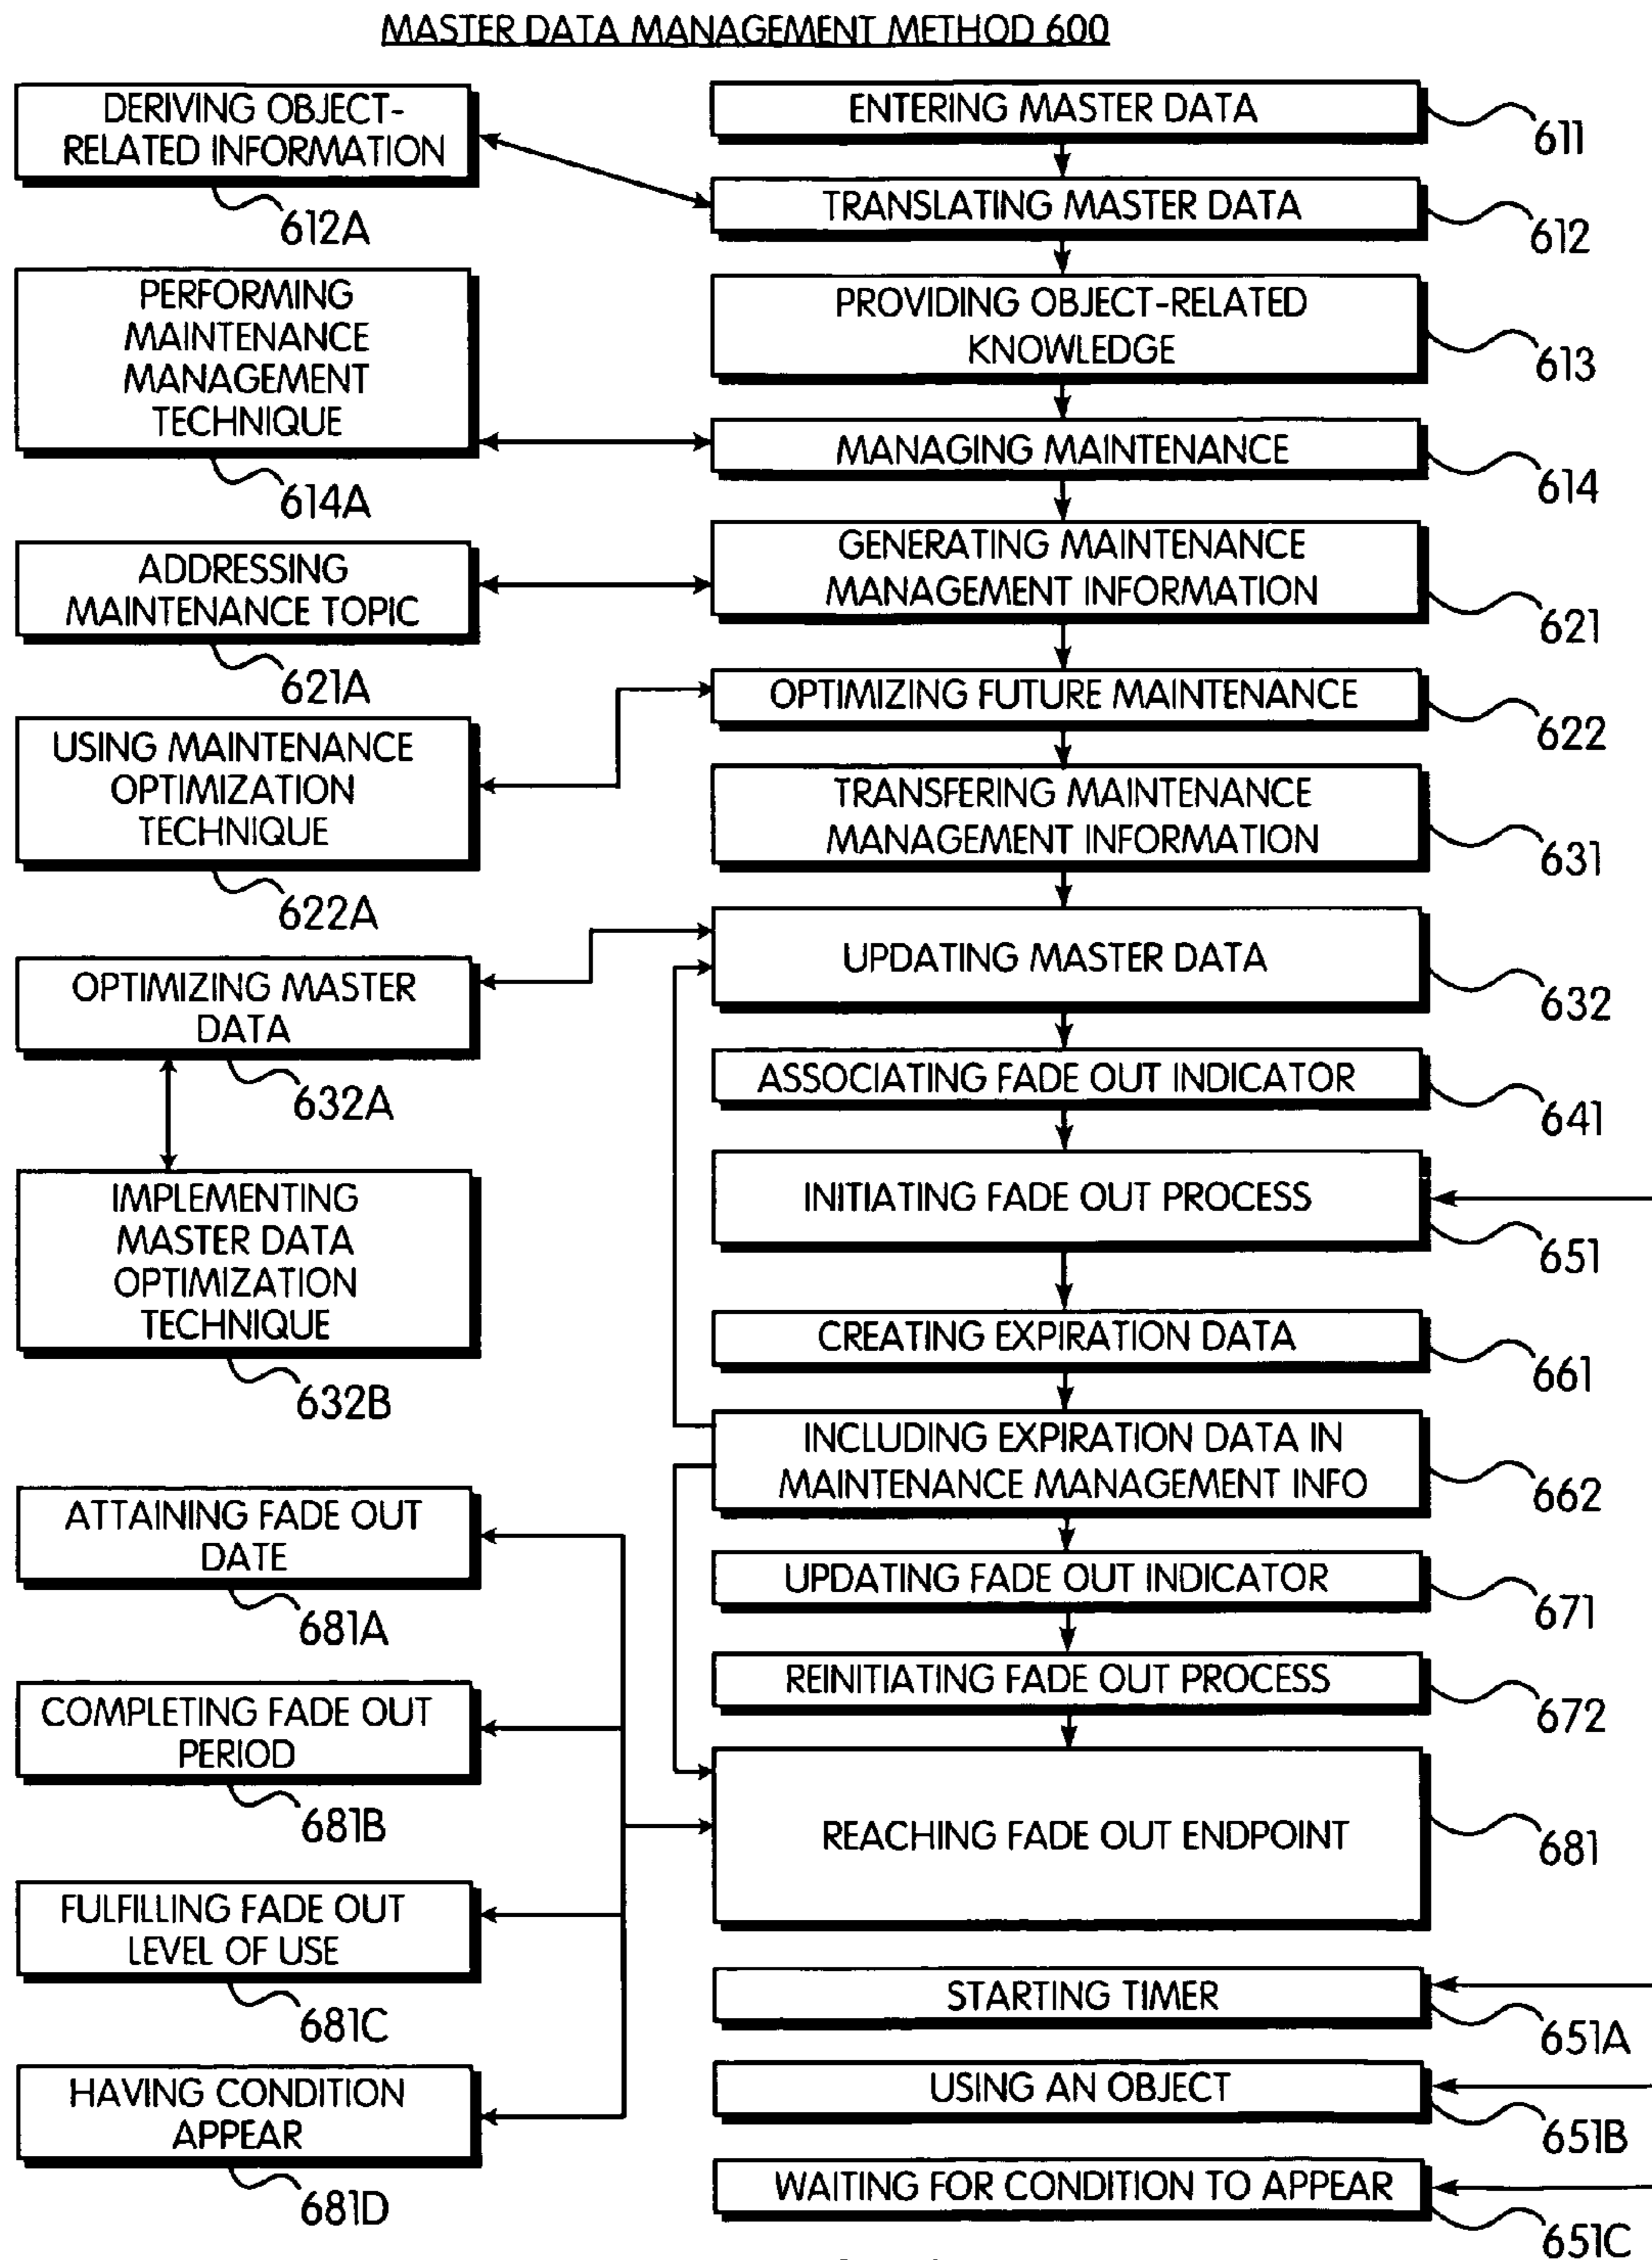 MASTER DATA MANAGEMENT METHOD 600
DERIVING OBJECT-
RELATED INFORMATION
612A
ENTERING MASTER DATA
611
TRANSLATING MASTER DATA
612
PERFORMING
MAINTENANCE
MANAGEMENT
TECHNIQUE
614A
PROVIDING OBJECT-RELATED
KNOWLEDGE
613
MANAGING MAINTENANCE
614
ADDRESSING
MAINTENANCE TOPIC
621A
GENERATING MAINTENANCE
MANAGEMENT INFORMATION
621
USING MAINTENANCE
OPTIMIZATION
TECHNIQUE
622A
OPTIMIZING FUTURE MAINTENANCE
622
TRANSFERING MAINTENANCE
MANAGEMENT INFORMATION
631
OPTIMIZING MASTER
DATA
632A
UPDATING MASTER DATA
632
ASSOCIATING FADE OUT INDICATOR
641
IMPLEMENTING
MASTER DATA
OPTIMIZATION
TECHNIQUE
632B
INITIATING FADE OUT PROCESS
651
CREATING EXPIRATION DATA
661
INCLUDING EXPIRATION DATA IN
MAINTENANCE MANAGEMENT INFO
662
ATTAINING FADE OUT
DATE
681A
UPDATING FADE OUT INDICATOR
671
REINITIATING FADE OUT PROCESS
672
COMPLETING FADE OUT
PERIOD
681B
REACHING FADE OUT ENDPOINT
681
FULFILLING FADE OUT
LEVEL OF USE
681C
STARTING TIMER
651A
HAVING CONDITION
APPEAR
681D
USING AN OBJECT
651B
WAITING FOR CONDITION TO APPEAR
651C